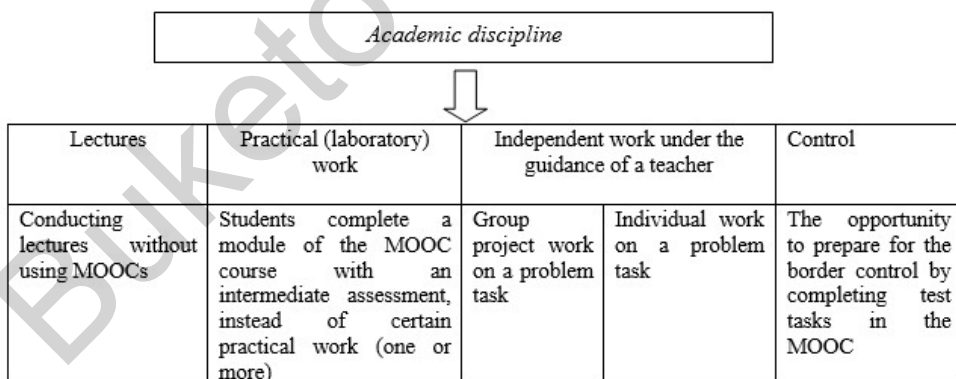 Academic discipline
Lectures
Practical (laboratory)
work
Independent work under the
guidance of a teacher
Control
Conducting
lectures without
using MOOCs
Students complete a
module of the MOOC
course with an
intermediate assessment,
instead of certain
practical work (one or
more)
Group
project work
on a problem
task
Individual work
on a problem
task
The opportunity
to prepare for the
border control by
completing test
tasks in the
MOOC
Buketo